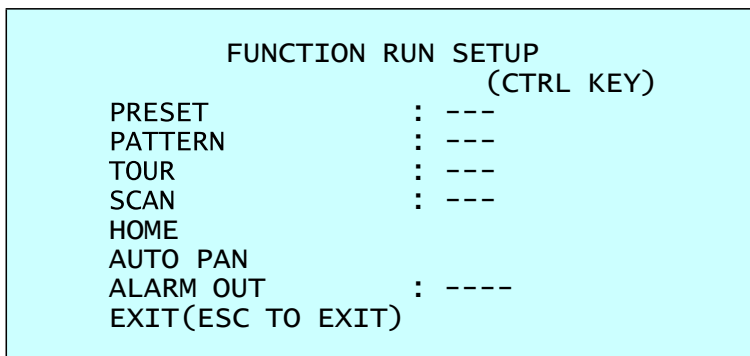 FUNCTION RUN SETUP
(CTRL KEY)
PRESET : ---
PATTERN : ---
TOUR : ---
SCAN : ---
HOME
AUTO PAN
ALARM OUT : ----
EXIT(ESC TO EXIT)